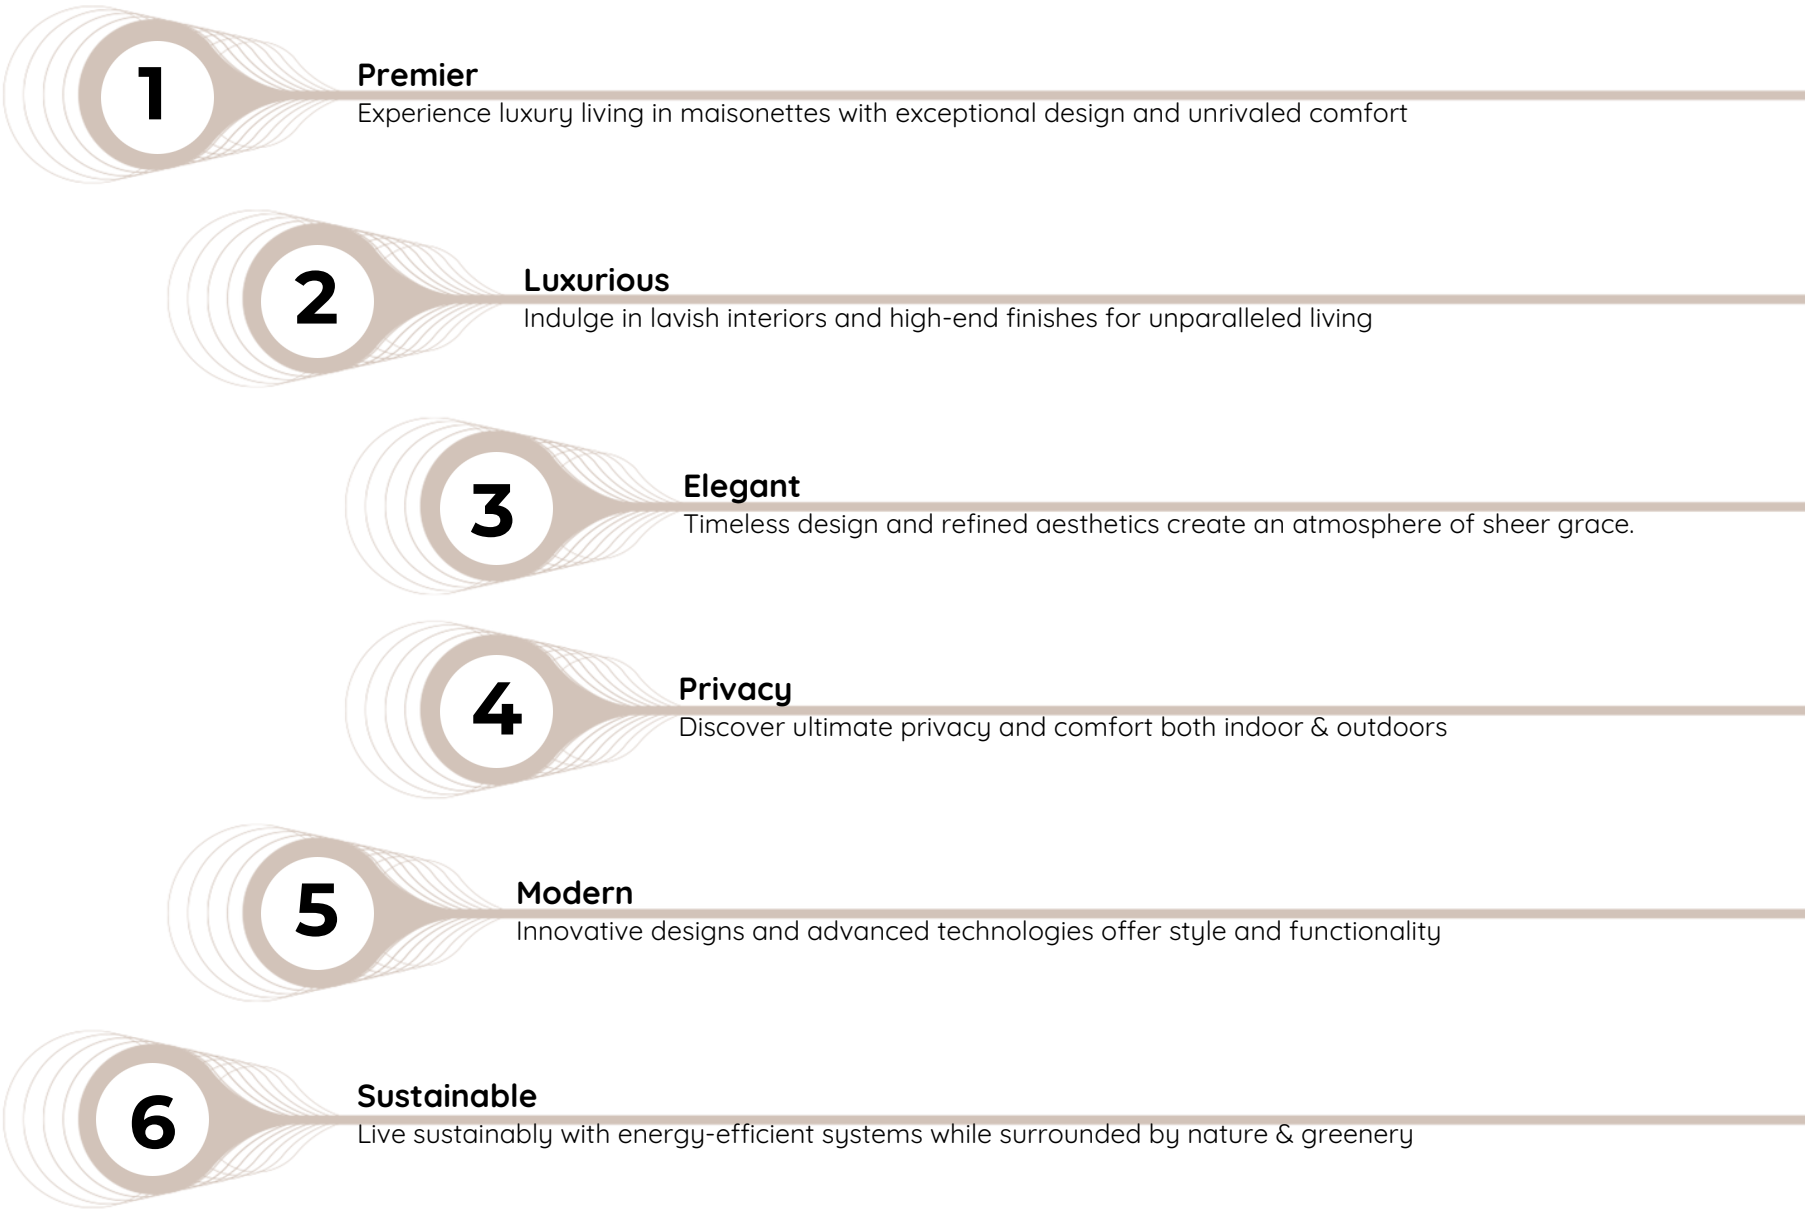 1
Premier
Experience luxury living in maisonettes with exceptional design and unrivaled comfort
2
Luxurious
Indulge in lavish interiors and high-end finishes for unparalleled living
3
Elegant
Timeless design and refined aesthetics create an atmosphere of sheer grace.
4
Privacy
Discover ultimate privacy and comfort both indoor & outdoors
5
Modern
Innovative designs and advanced technologies offer style and functionality
6
Sustainable
Live sustainably with energy-efficient systems while surrounded by nature & greenery